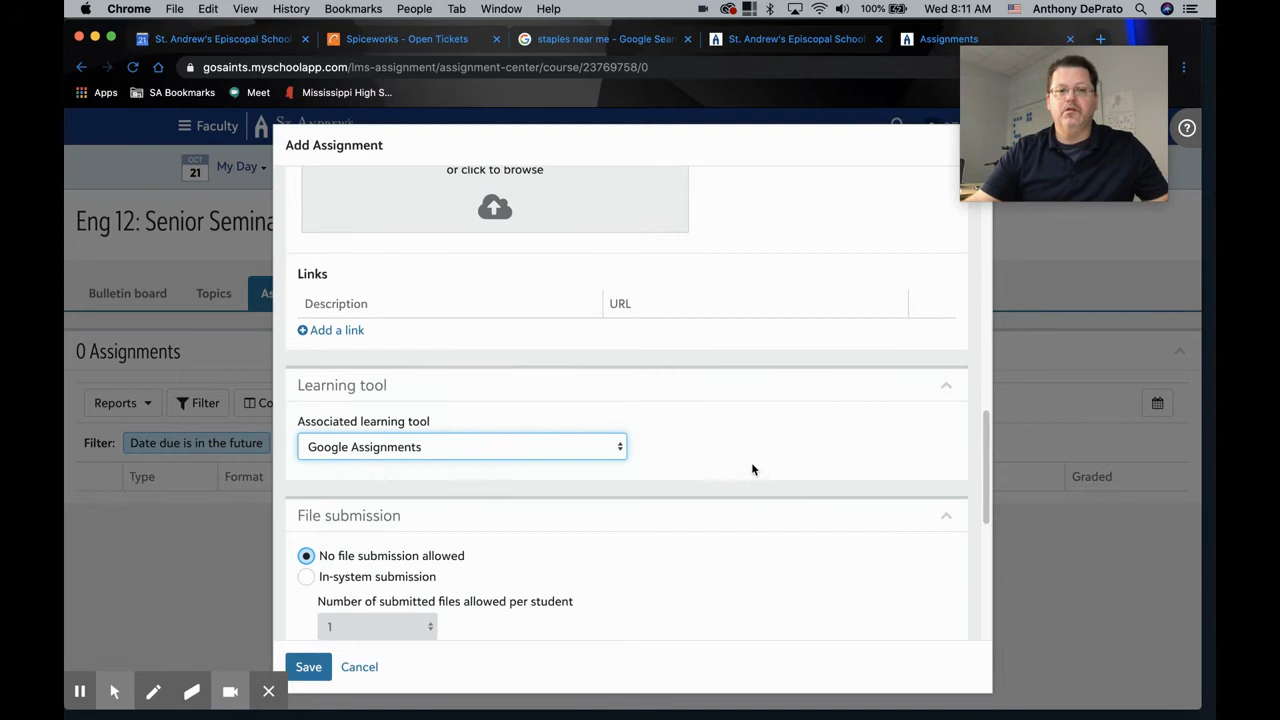 Chrome File Edit View History Bookmarks People Tab Window Help 100% Wed 8:11 AM Anthony DePrato
St. Andrew's Episcopal School Spiceworks - Open Tickets staples near me - Google Sear St. Andrew's Episcopal School Assignments
gosaints.myschoolapp.com/lms-assignment/assignment-center/course/23769758/0
Apps SA Bookmarks Meet Mississippi High S...
Faculty
Add Assignment
OCT
21
My Day
or click to browse
Eng 12: Senior Semina
Links
Bulletin board Topics As
Description URL
Add a link
0 Assignments
Learning tool
Reports Filter Co
Associated learning tool
Filter: Date due is in the future
Google Assignments
Type Format Graded
File submission
No file submission allowed
In-system submission
Number of submitted files allowed per student
1
Save Cancel